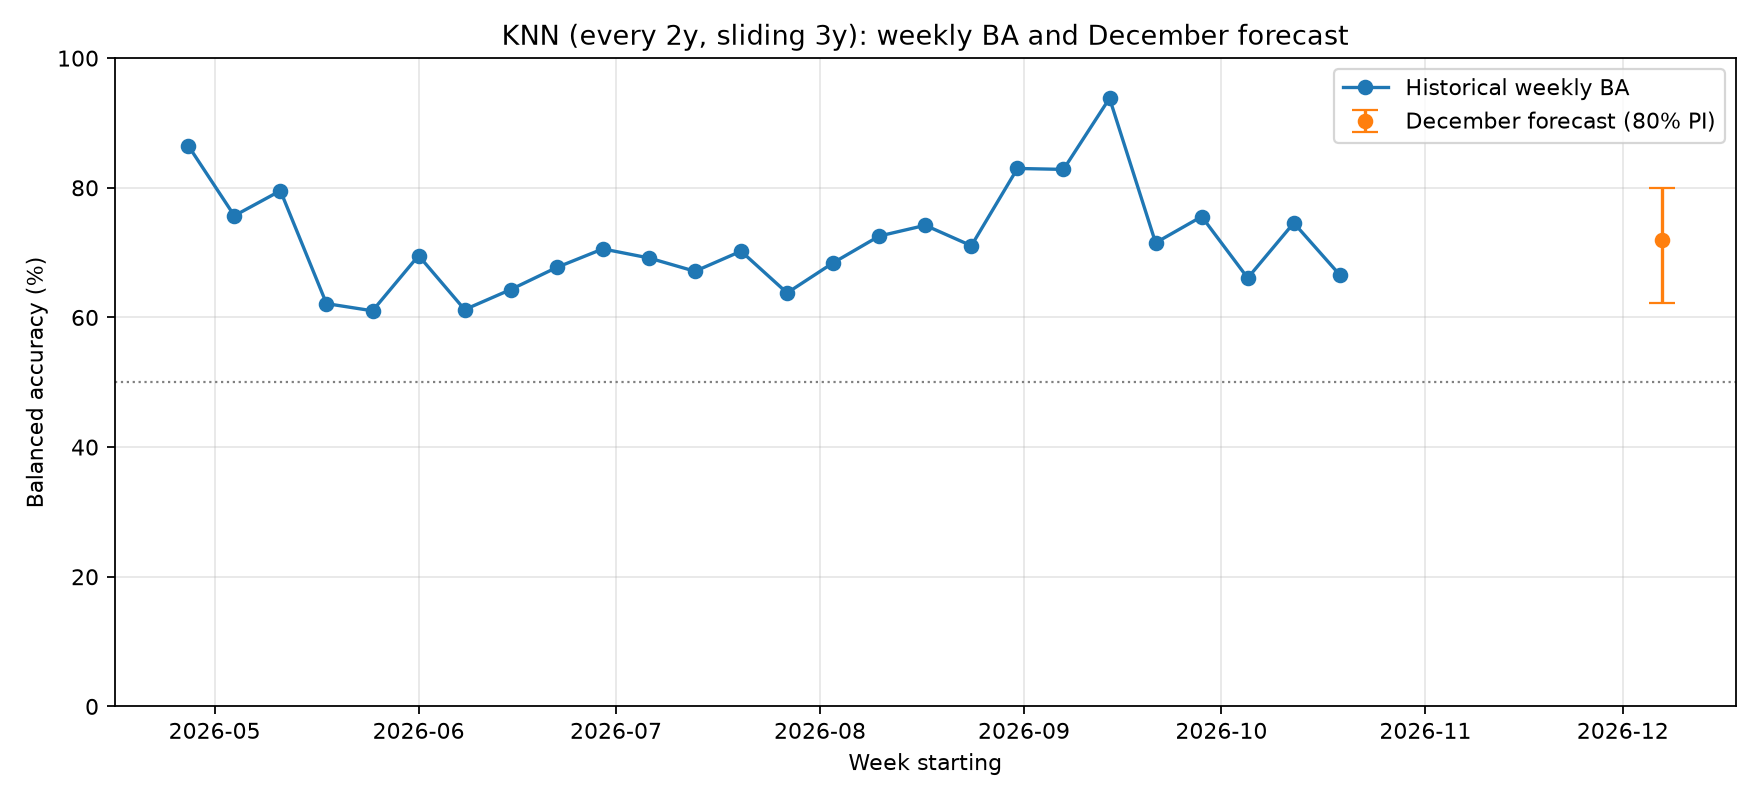 KNN (every 2y, sliding 3y): weekly BA and December forecast
Historical weekly BA
December forecast (80% PI)
Balanced accuracy (%)
100
80
60
40
20
0
2026-05 2026-06 2026-07 2026-08 2026-09 2026-10 2026-11 2026-12
Week starting